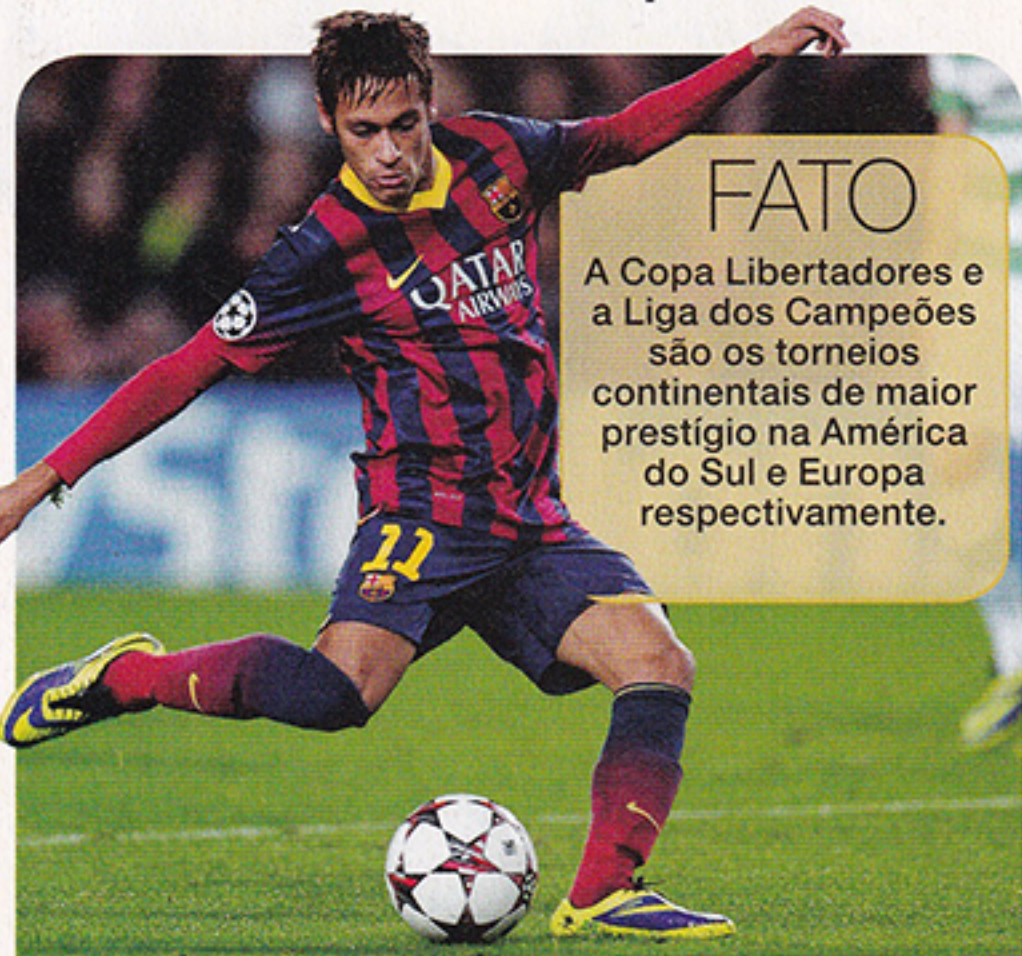 FATO
A Copa Libertadores e
a Liga dos Campeões
são os torneios
continentais de maior
prestígio na América
do Sul e Europa
respectivamente.
QATAR
AIRWAYS
11